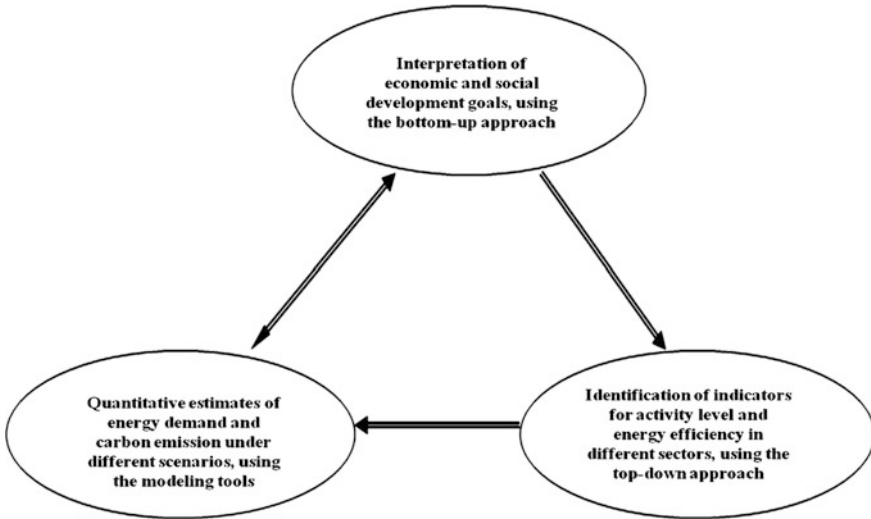 Interpretation of
economic and social
development goals, using
the bottom-up approach
Quantitative estimates of
energy demand and
carbon emission under
different scenarios, using
the modeling tools
Identification of indicators
for activity level and
energy efficiency in
different sectors, using the
top-down approach